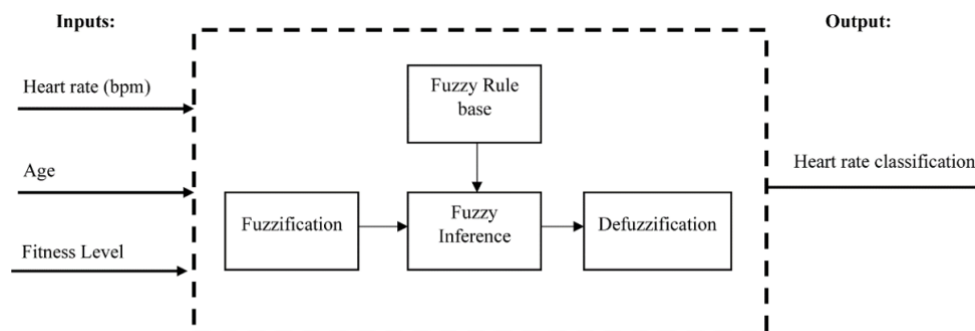 Inputs:
Output:
Heart rate (bpm)
Age
Fitness Level
Fuzzy Rule
base
Fuzzification
Fuzzy
Inference
Defuzzification
Heart rate classification